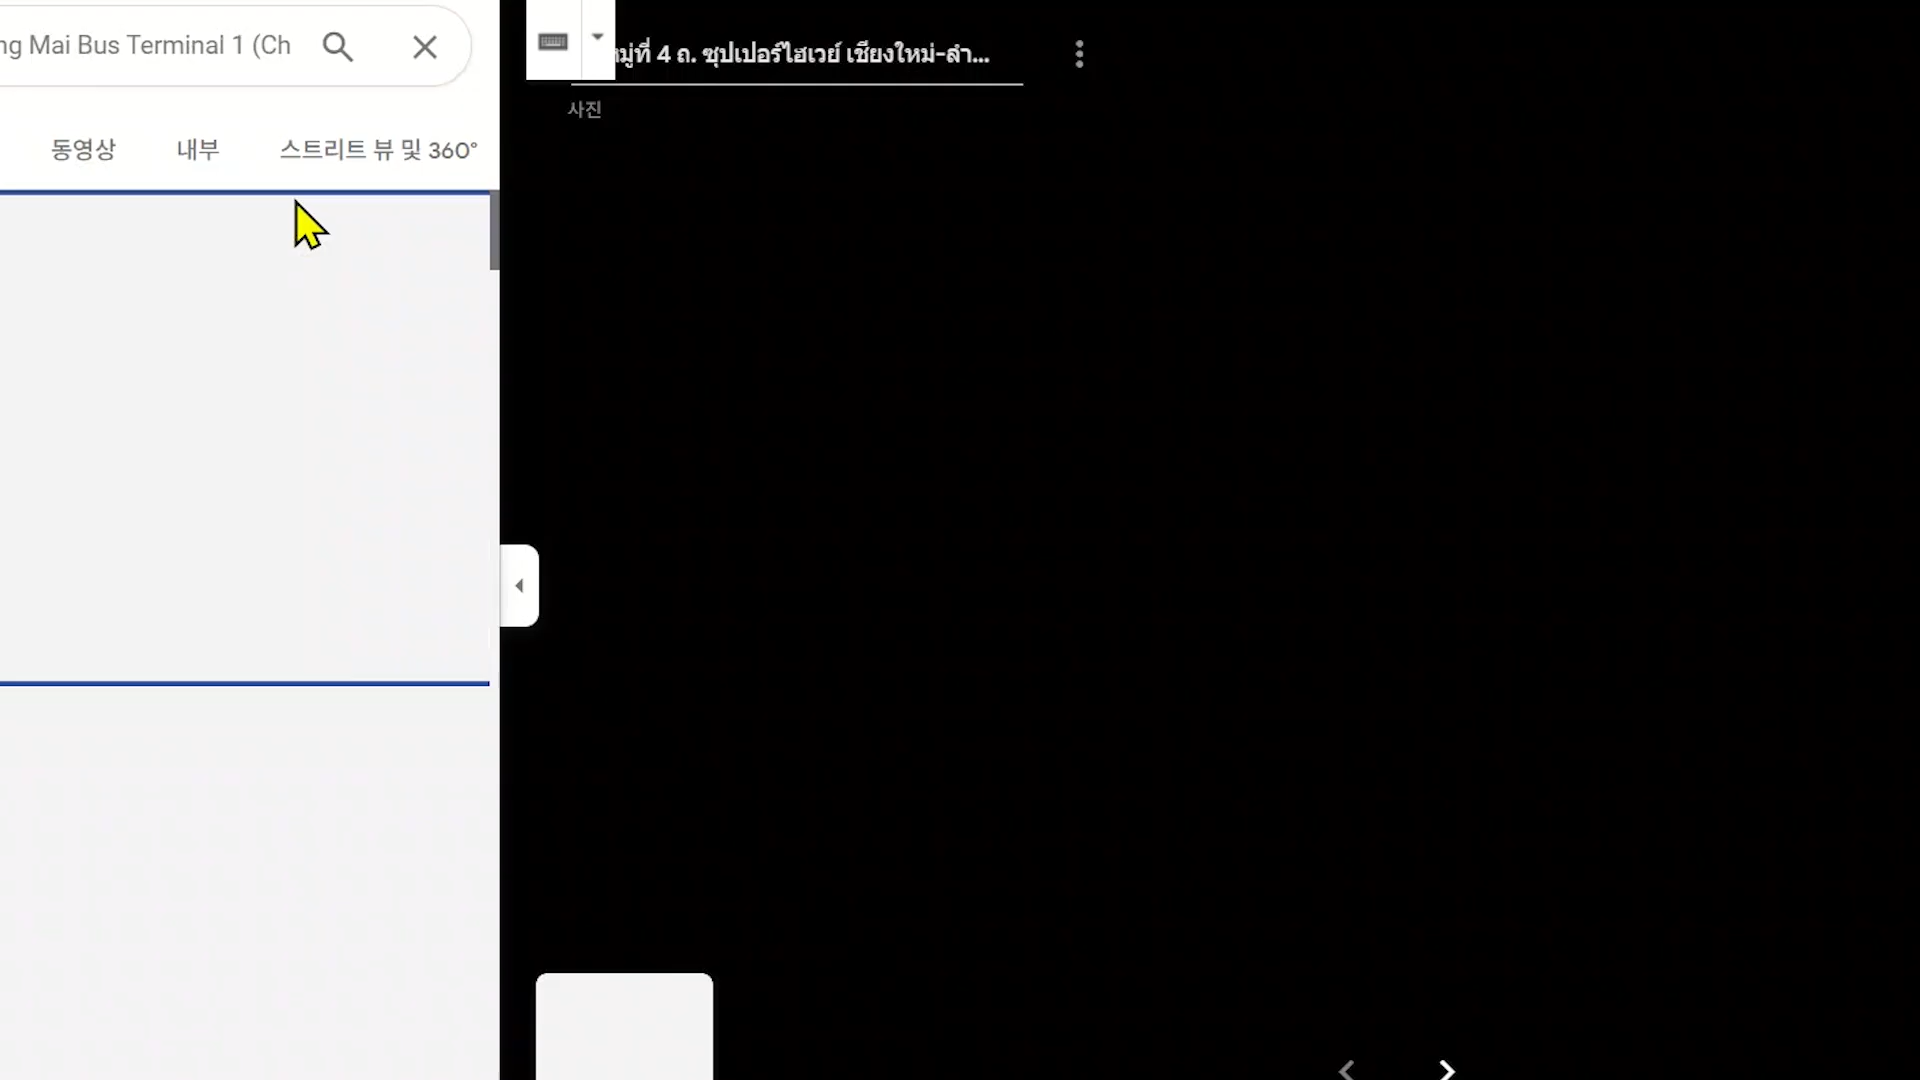 ng Mai Bus Terminal 1 (Ch
동영상 내부 스트리트 뷰 및 360°
หมู่ที่ 4 ถ. ซุปเปอร์ไฮเวย์ เชียงใหม่-ลำ...
사진